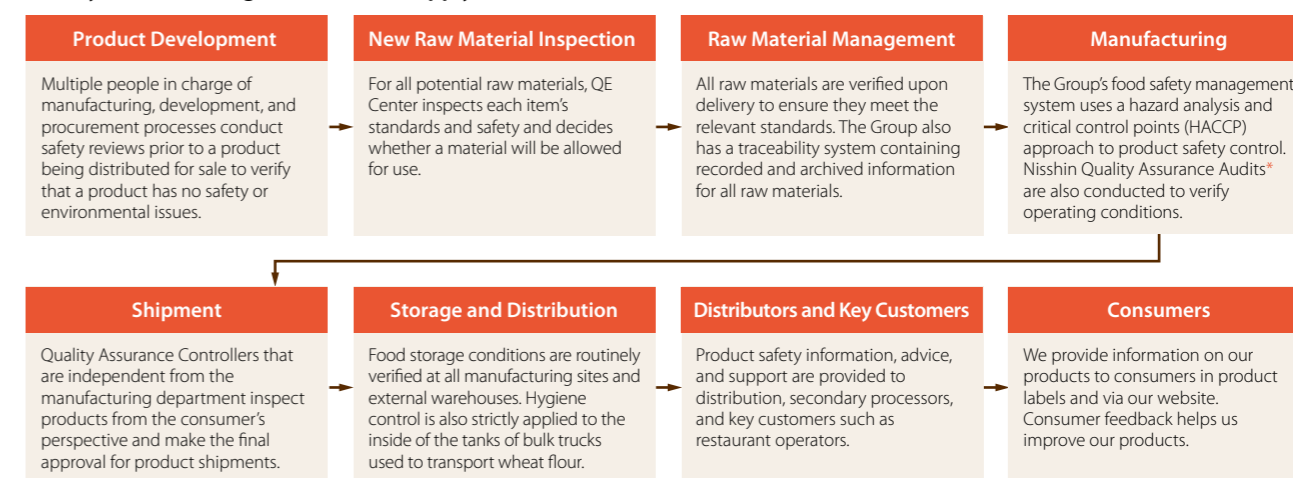 Product Development
Multiple people in charge of
manufacturing, development, and
procurement processes conduct
safety reviews prior to a product
being distributed for sale to verify
that a product has no safety or
environmental issues.
New Raw Material Inspection
For all potential raw materials, QE
Center inspects each item’s
standards and safety and decides
whether a material will be allowed
for use.
Raw Material Management
All raw materials are verified upon
delivery to ensure they meet the
relevant standards. The Group also
has a traceability system containing
recorded and archived information
for all raw materials.
Manufacturing
The Group’s food safety management
system uses a hazard analysis and
critical control points (HACCP)
approach to product safety control.
Nisshin Quality Assurance Audits*
are also conducted to verify
operating conditions.
Shipment
Quality Assurance Controllers that
are independent from the
manufacturing department inspect
products from the consumer’s
perspective and make the final
approval for product shipments.
Storage and Distribution
Food storage conditions are routinely
verified at all manufacturing sites and
external warehouses. Hygiene
control is also strictly applied to the
inside of the tanks of bulk trucks
used to transport wheat flour.
Distributors and Key Customers
Product safety information, advice,
and support are provided to
distribution, secondary processors,
and key customers such as
restaurant operators.
Consumers
We provide information on our
products to consumers in product
labels and via our website.
Consumer feedback helps us
improve our products.